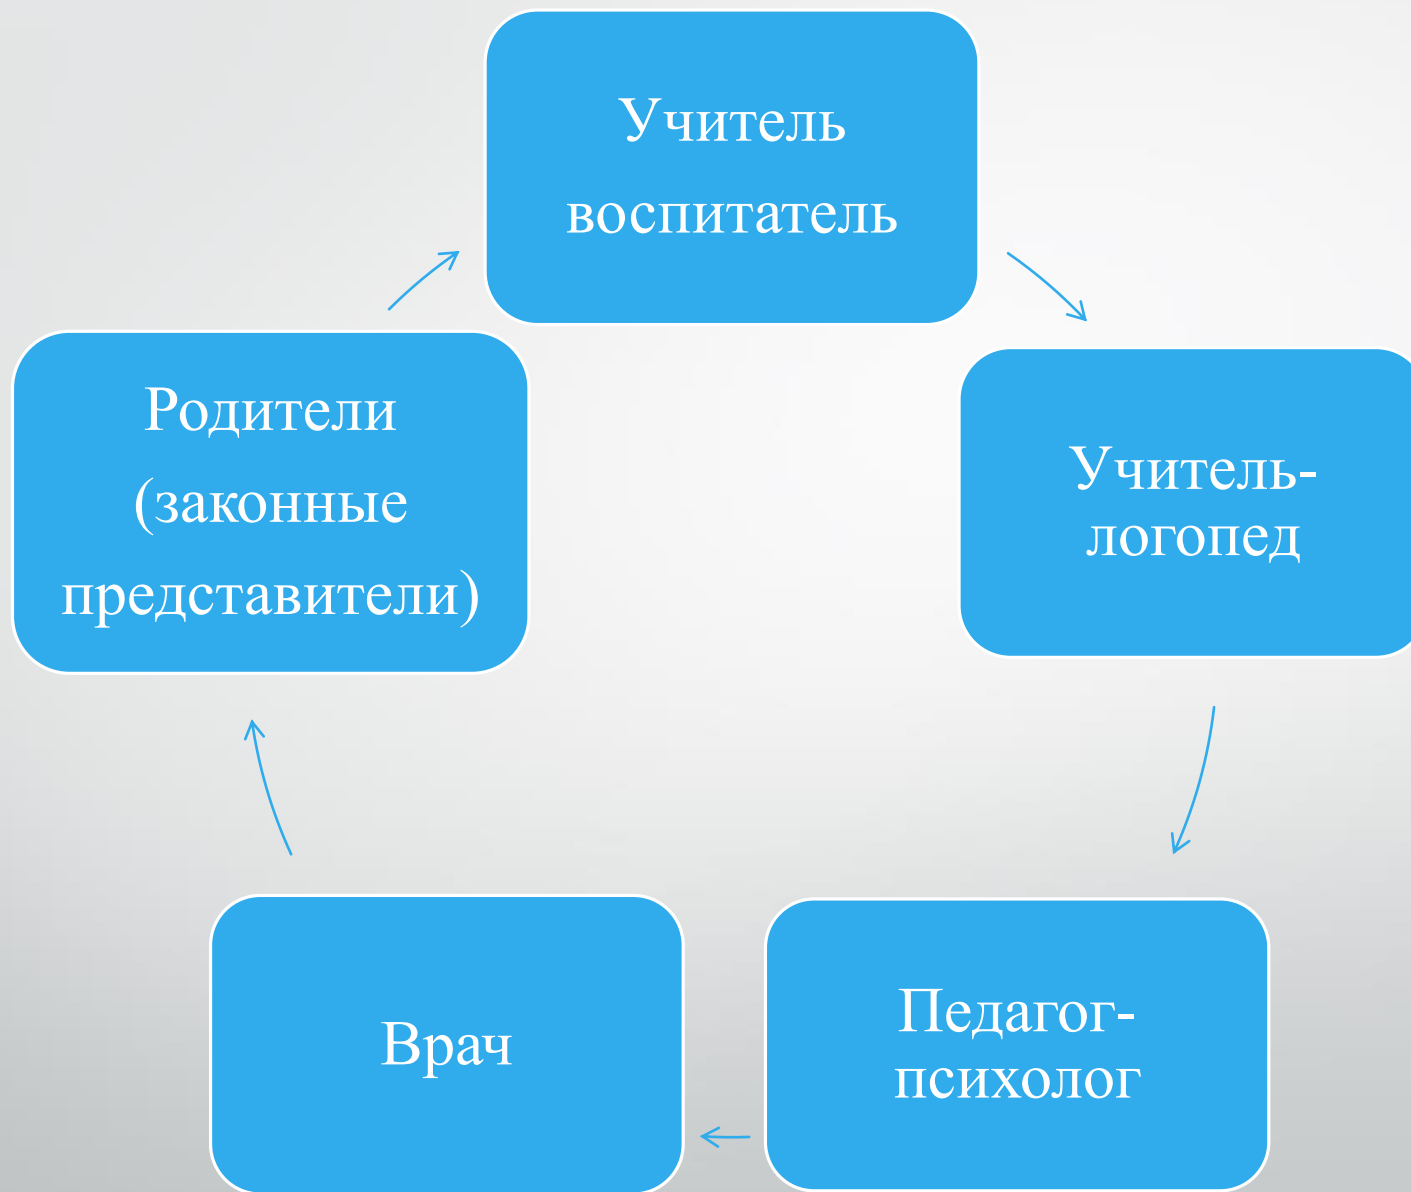 Учитель
воспитатель
Учитель-
логопед
Педагог-
психолог
Врач
Родители
(законные
представители)